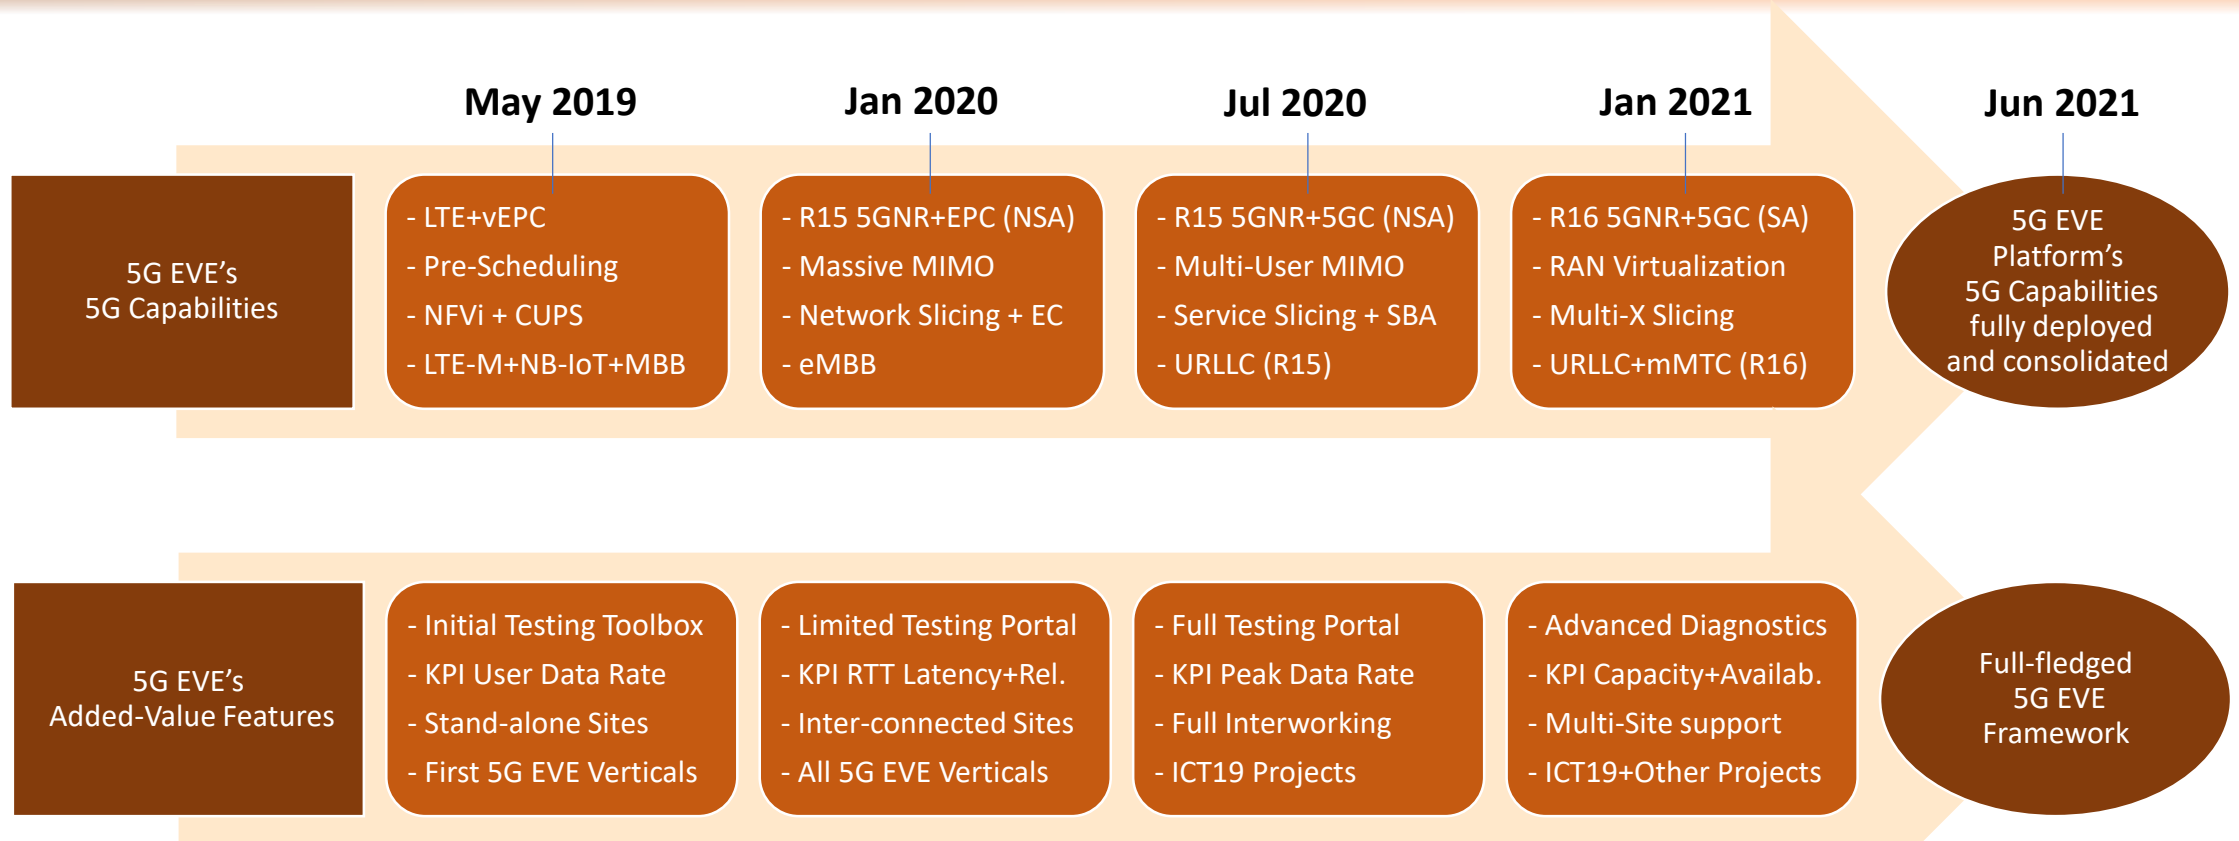 May 2019
Jan 2020
Jul 2020
Jan 2021
Jun 2021
5G EVE’s
5G Capabilities
- LTE+vEPC
- Pre-Scheduling
- NFVi + CUPS
- LTE-M+NB-IoT+MBB
- R15 5GNR+EPC (NSA)
- Massive MIMO
- Network Slicing + EC
- eMBB
- R15 5GNR+5GC (NSA)
- Multi-User MIMO
- Service Slicing + SBA
- URLLC (R15)
- R16 5GNR+5GC (SA)
- RAN Virtualization
- Multi-X Slicing
- URLLC+mMTC (R16)
5G EVE
Platform’s
5G Capabilities
fully deployed
and consolidated
5G EVE’s
Added-Value Features
- Initial Testing Toolbox
- KPI User Data Rate
- Stand-alone Sites
- First 5G EVE Verticals
- Limited Testing Portal
- KPI RTT Latency+Rel.
- Inter-connected Sites
- All 5G EVE Verticals
- Full Testing Portal
- KPI Peak Data Rate
- Full Interworking
- ICT19 Projects
- Advanced Diagnostics
- KPI Capacity+Availab.
- Multi-Site support
- ICT19+Other Projects
Full-fledged
5G EVE
Framework